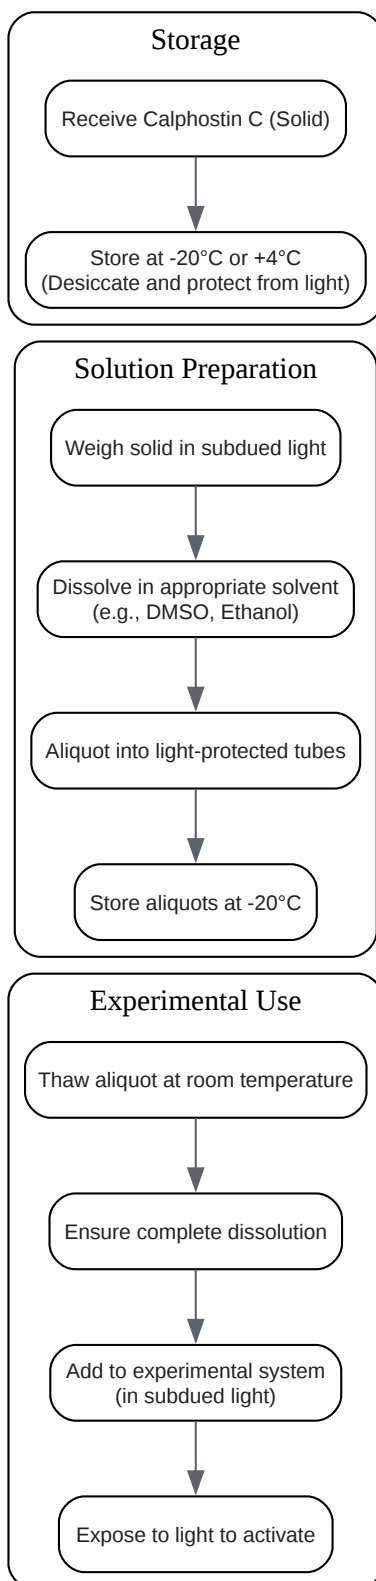 Storage
Receive Calphostin C (Solid)
Store at -20°C or +4°C
(Desiccate and protect from light)
Solution Preparation
Weigh solid in subdued light
Dissolve in appropriate solvent
(e.g., DMSO, Ethanol)
Aliquot into light-protected tubes
Store aliquots at -20°C
Experimental Use
Thaw aliquot at room temperature
Ensure complete dissolution
Add to experimental system
(in subdued light)
Expose to light to activate